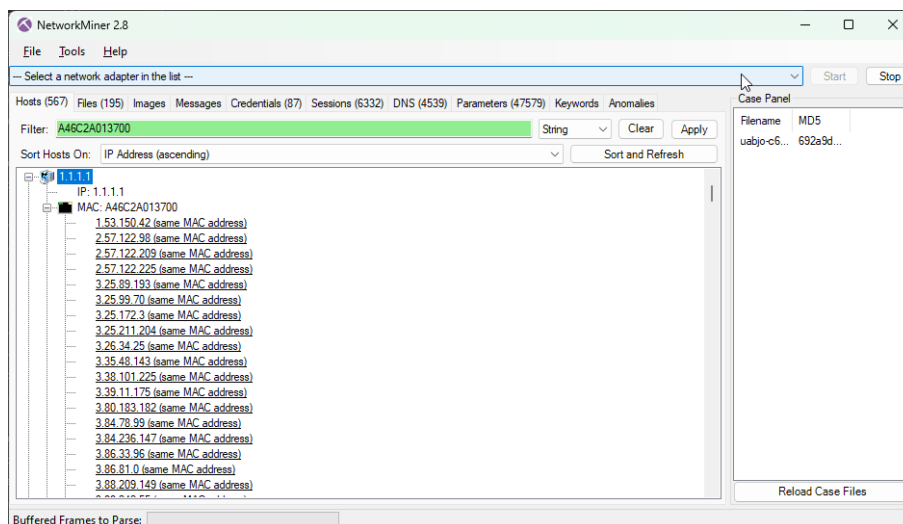 NetworkMiner 2.8
File Tools Help
--- Select a network adapter in the list ---
Start Stop
Hosts (567) Files (195) Images Messages Credentials (87) Sessions (6332) DNS (4539) Parameters (47579) Keywords Anomalies
Case Panel
Filter: A46C2A013700 String Clear Apply
Filename MD5
Sort Hosts On: IP Address (ascending) Sort and Refresh
uabjo-c6... 692a9d...
1.1.1.1
IP: 1.1.1.1
MAC: A46C2A013700
1.53.150.42 (same MAC address)
2.57.122.98 (same MAC address)
2.57.122.209 (same MAC address)
2.57.122.225 (same MAC address)
3.25.89.193 (same MAC address)
3.25.99.70 (same MAC address)
3.25.172.3 (same MAC address)
3.25.211.204 (same MAC address)
3.26.34.25 (same MAC address)
3.35.48.143 (same MAC address)
3.38.101.225 (same MAC address)
3.39.11.175 (same MAC address)
3.80.183.182 (same MAC address)
3.84.78.99 (same MAC address)
3.84.236.147 (same MAC address)
3.86.33.96 (same MAC address)
3.86.81.0 (same MAC address)
3.88.209.149 (same MAC address)
Reload Case Files
Buffered Frames to Parse: